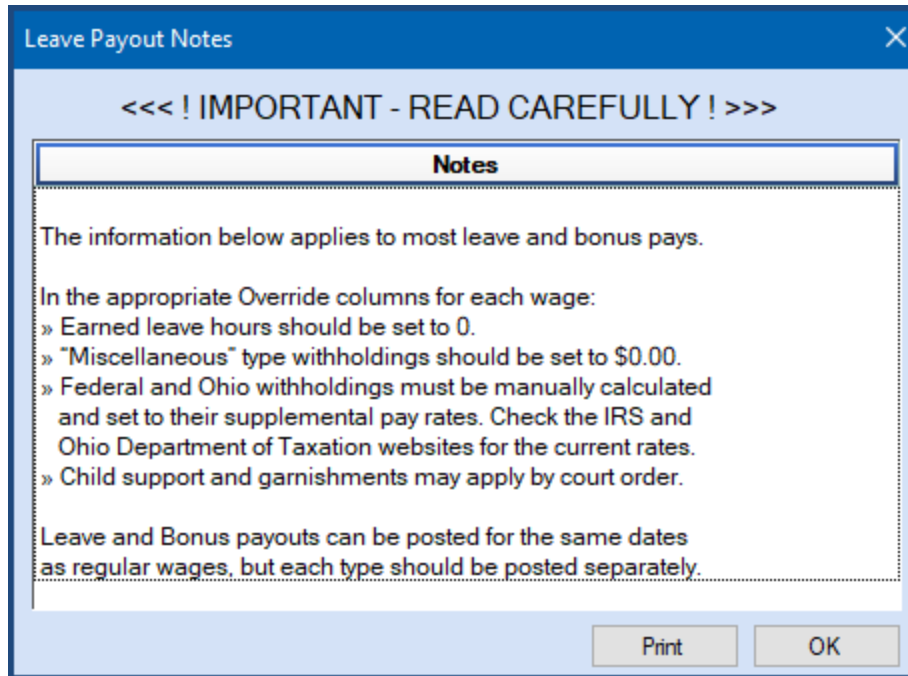 Leave Payout Notes
<<< ! IMPORTANT - READ CAREFULLY ! >>>
Notes
The information below applies to most leave and bonus pays.
In the appropriate Override columns for each wage:
» Earned leave hours should be set to 0.
» "Miscellaneous" type withholdings should be set to $0.00.
» Federal and Ohio withholdings must be manually calculated
and set to their supplemental pay rates. Check the IRS and
Ohio Department of Taxation websites for the current rates.
» Child support and garnishments may apply by court order.
Leave and Bonus payouts can be posted for the same dates
as regular wages, but each type should be posted separately.
Print
OK